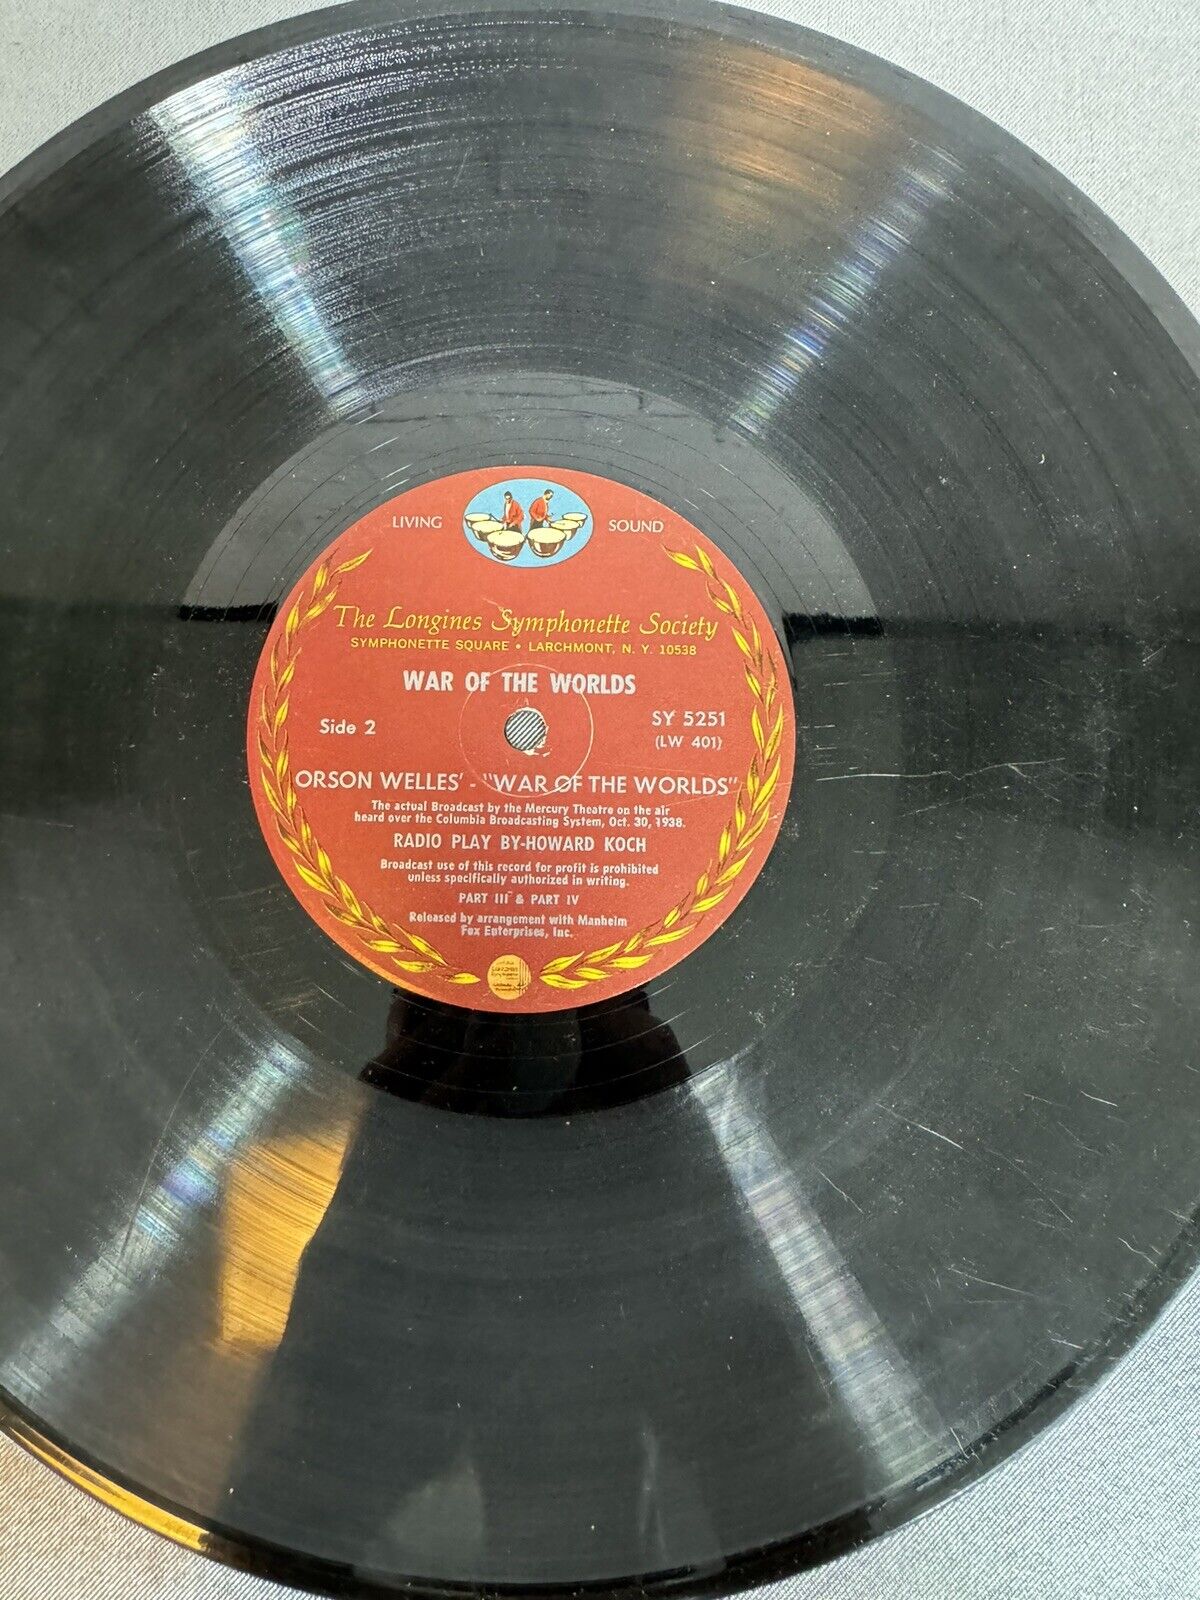 LIVING SOUND
The Longines Symphonette Society
SYMPHONETTE SQUARE • LARCHMONT, N. Y. 10538
WAR OF THE WORLDS
Side 2
SY 5251
(LW 401)
ORSON WELLES' - "WAR OF THE WORLDS"
The actual Broadcast by the Mercury Theatre on the air
heard over the Columbia Broadcasting System, Oct. 30, 1938.
RADIO PLAY BY-HOWARD KOCH
Broadcast use of this record for profit is prohibited
unless specifically authorized in writing.
PART III & PART IV
Released by arrangement with Manheim
Fox Enterprises, Inc.